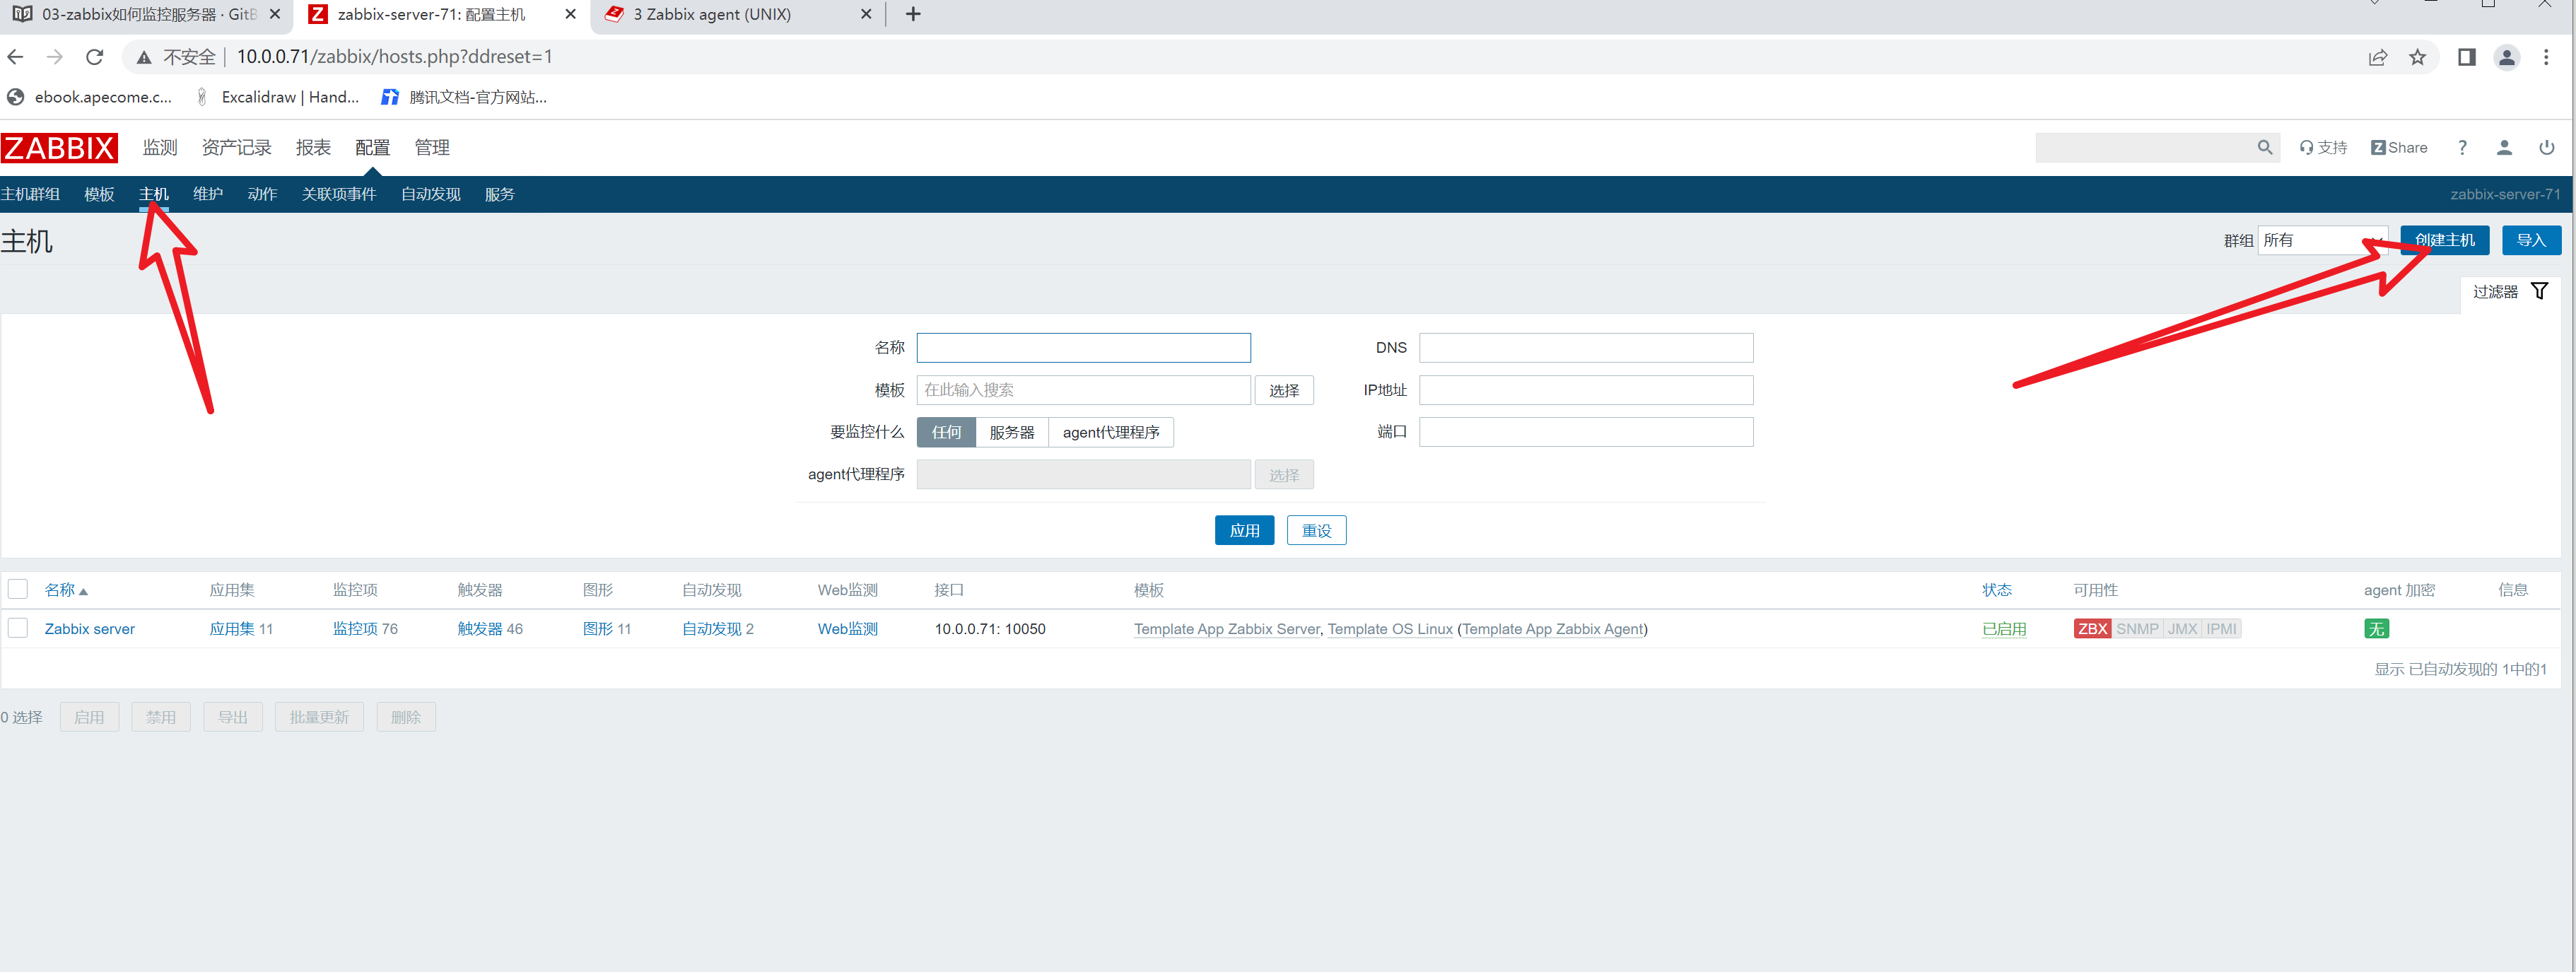 03-zabbix如何监控服务器 · GitB
zabbix-server-71: 配置主机
3 Zabbix agent (UNIX)
不安全 10.0.0.71/zabbix/hosts.php?ddreset=1
ebook.apecome.c... Excalidraw | Hand... 腾讯文档-官方网站...
ZABBIX 监测 资产记录 报表 配置 管理 支持 Z Share ?
主机群组 模板 主机 维护 动作 关联项事件 自动发现 服务 zabbix-server-71
主机 群组 所有 创建主机 导入
过滤器
名称 DNS
模板 在此输入搜索 选择 IP地址
要监控什么 任何 服务器 agent代理程序 端口
agent代理程序 选择
应用 重设
名称 应用集 监控项 触发器 图形 自动发现 Web监测 接口 模板 状态 可用性 agent 加密 信息
Zabbix server 应用集 11 监控项 76 触发器 46 图形 11 自动发现 2 Web监测 10.0.0.71: 10050 Template App Zabbix Server, Template OS Linux (Template App Zabbix Agent) 已启用 ZBX SNMP JMX IPMI 无
显示 已自动发现的 1中的1
0 选择 启用 禁用 导出 批量更新 删除